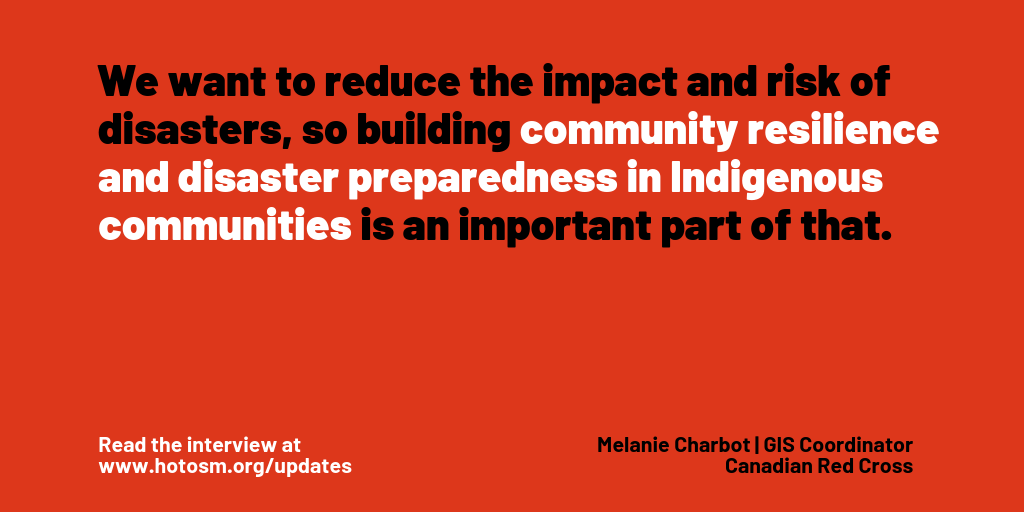 We want to reduce the impact and risk of
disasters, so building community resilience
and disaster preparedness in Indigenous
communities is an important part of that.
Read the interview at
www.hotosm.org/updates
Melanie Charbot | GIS Coordinator
Canadian Red Cross